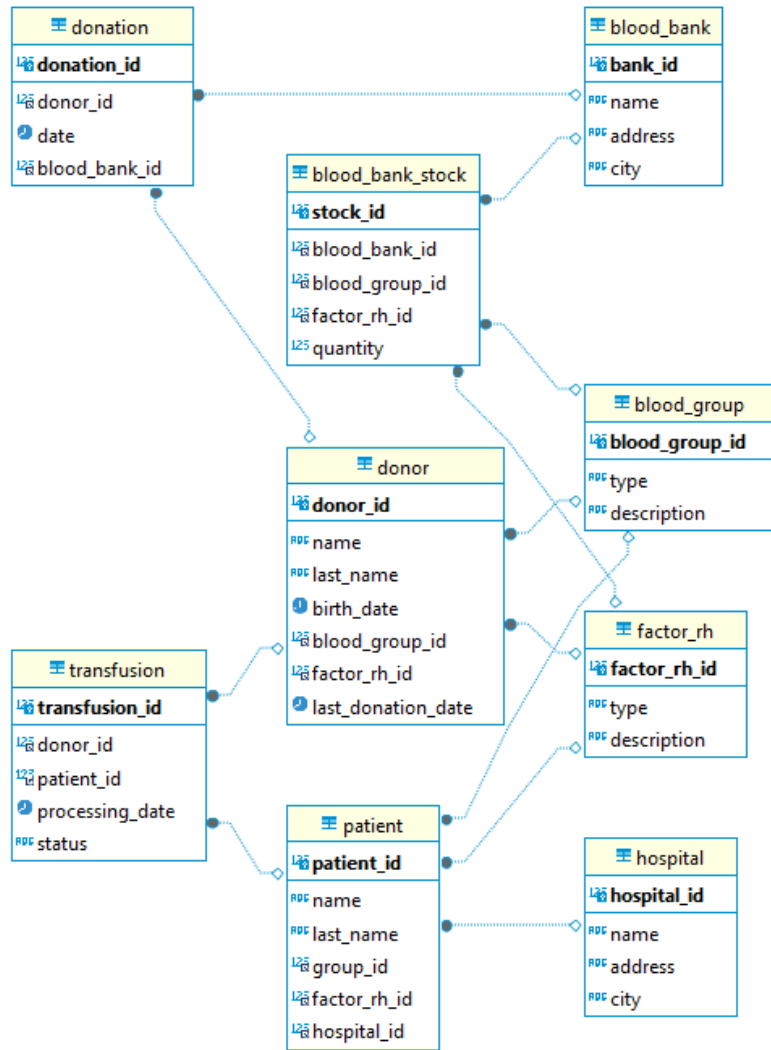 donation
donation_id
donor_id
date
blood_bank_id
blood_bank
bank_id
name
address
city
blood_bank_stock
stock_id
blood_bank_id
blood_group_id
factor_rh_id
quantity
blood_group
blood_group_id
type
description
donor
donor_id
name
last_name
birth_date
blood_group_id
factor_rh_id
last_donation_date
factor_rh
factor_rh_id
type
description
transfusion
transfusion_id
donor_id
patient_id
processing_date
status
patient
patient_id
name
last_name
group_id
factor_rh_id
hospital_id
hospital
hospital_id
name
address
city